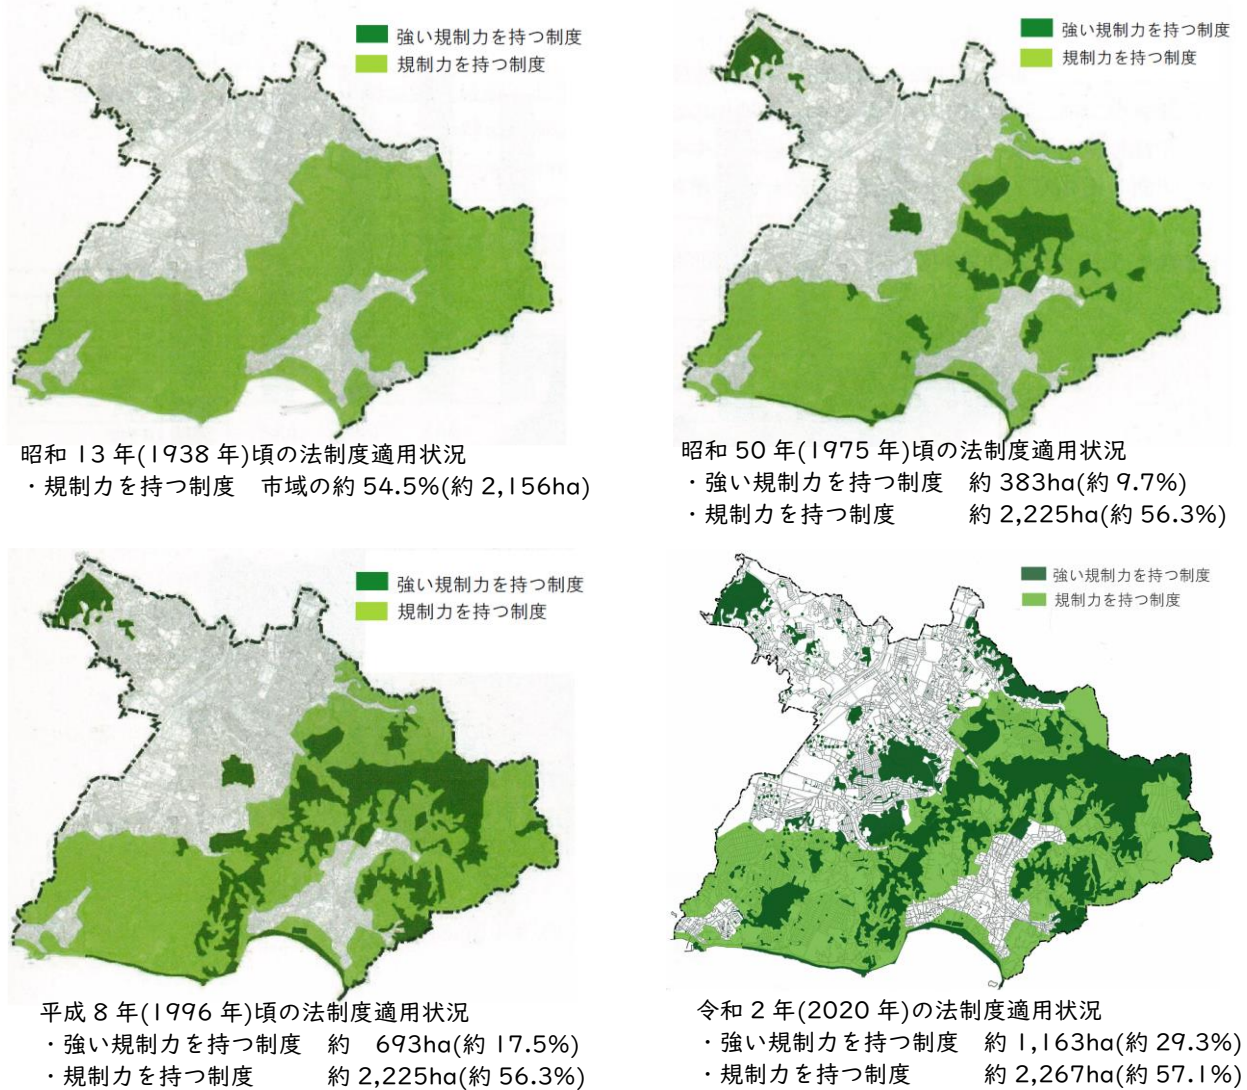 強い規制力を持つ制度
規制力を持つ制度
昭和 13 年(1938 年)頃の法制度適用状況
・規制力を持つ制度 市域の約 54.5%(約 2,156ha)
強い規制力を持つ制度
規制力を持つ制度
昭和 50 年(1975 年)頃の法制度適用状況
・強い規制力を持つ制度 約 383ha(約 9.7%)
・規制力を持つ制度 約 2,225ha(約 56.3%)
強い規制力を持つ制度
規制力を持つ制度
平成 8 年(1996 年)頃の法制度適用状況
・強い規制力を持つ制度 約 693ha(約 17.5%)
・規制力を持つ制度 約 2,225ha(約 56.3%)
強い規制力を持つ制度
規制力を持つ制度
令和 2 年(2020 年)の法制度適用状況
・強い規制力を持つ制度 約 1,163ha(約 29.3%)
・規制力を持つ制度 約 2,267ha(約 57.1%)